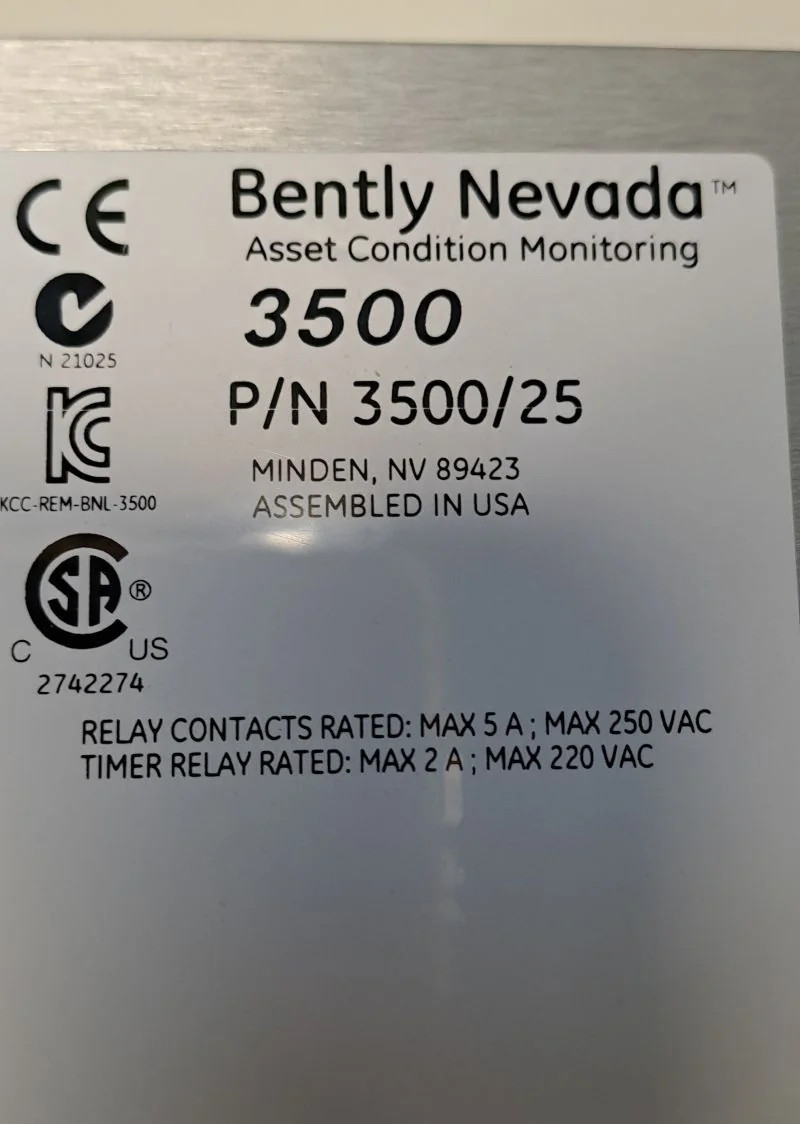 CE
Bently Nevada™
Asset Condition Monitoring
3500
N 21025
P/N 3500/25
KC
MINDEN, NV 89423
KCC-REM-BNL-3500
ASSEMBLED IN USA
SA®
C US
2742274
RELAY CONTACTS RATED: MAX 5 A ; MAX 250 VAC
TIMER RELAY RATED: MAX 2 A ; MAX 220 VAC